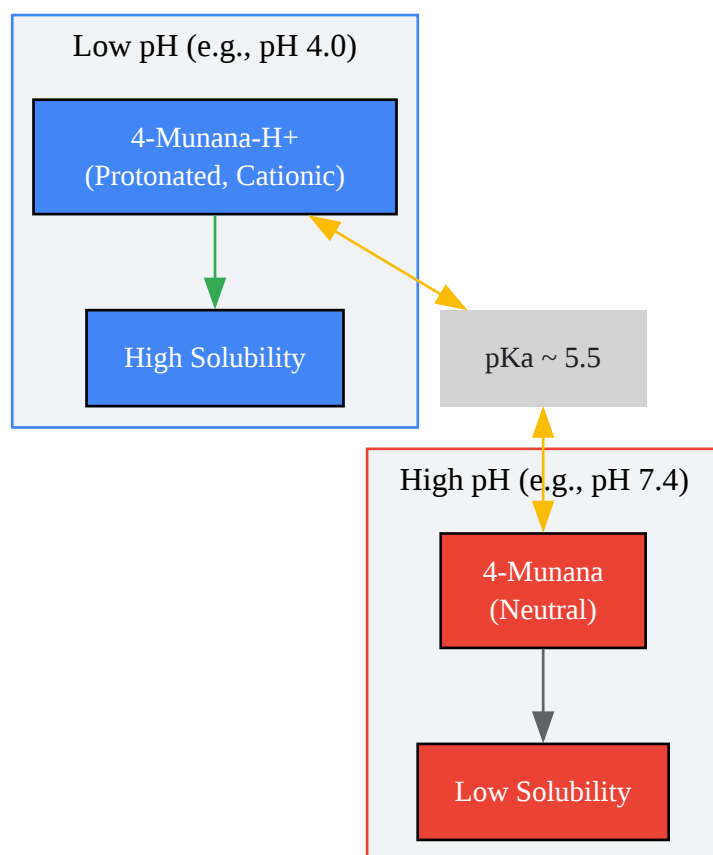 Low pH (e.g., pH 4.0)
4-Munana-H+
(Protonated, Cationic)
High Solubility
pKa ~ 5.5
High pH (e.g., pH 7.4)
4-Munana
(Neutral)
Low Solubility